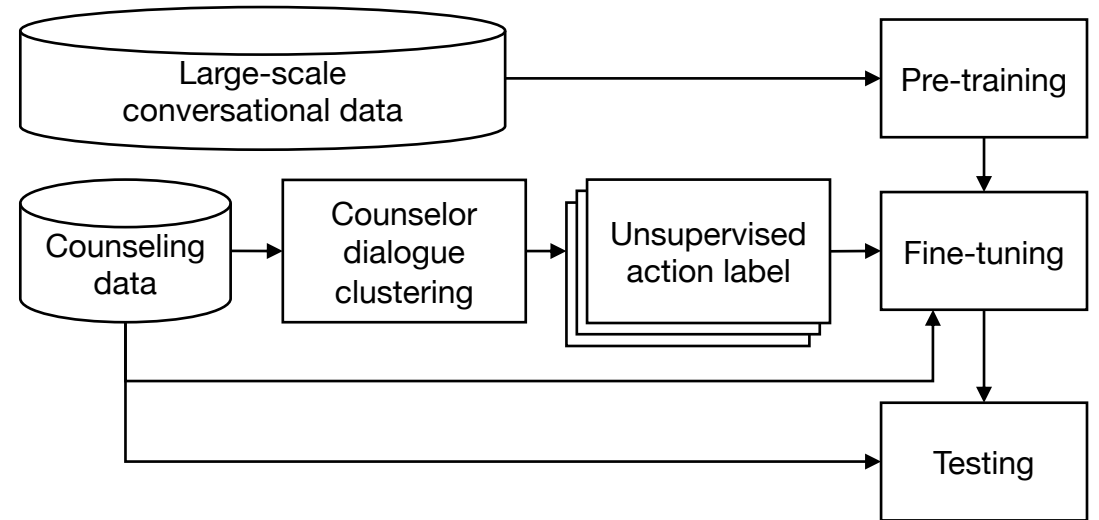 Large-scale
conversational data
Pre-training
Counseling
data
Counselor
dialogue
clustering
Unsupervised
action label
Fine-tuning
Testing